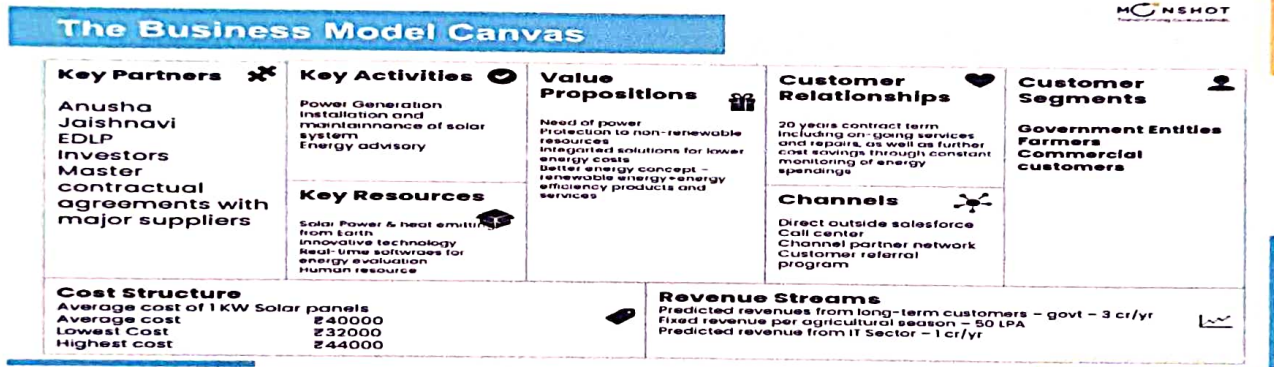 MOONSHOT
The Business Model Canvas
Key Partners
Anusha
Jaishnavi
EDLP
Investors
Master
contractual
agreements with
major suppliers
Key Activities
Power Generation
Installation and
maintainnance of solar
system
Energy advisory
Key Resources
Solar Power & heat emitting
from Earth
Innovative technology
Real-time softwraes for
energy evaluation
Human resource
Value
Propositions
Need of power
Protection to non-renewable
resources
Integarted solutions for lower
energy costs
Better energy concept -
renewable energy+energy
efficiency products and
services
Customer
Relationships
20 years contract term
Including on-going services
and repairs, as well as further
cost savings through constant
monitoring of energy
spendings
Channels
Direct outside salesforce
Call center
Channel partner network
Customer referral
program
Customer
Segments
Government Entities
Farmers
Commercial
customers
Cost Structure
Average cost of 1 KW Solar panels
Average cost ₹40000
Lowest Cost ₹32000
Highest cost ₹44000
Revenue Streams
Predicted revenues from long-term customers - govt - 3 cr/yr
Fixed revenue per agricultural season - 50 LPA
Predicted revenue from IT Sector - 1 cr/yr